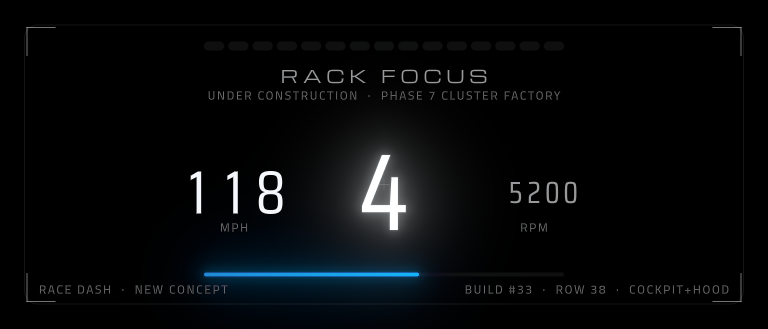 RACK FOCUS
UNDER CONSTRUCTION · PHASE 7 CLUSTER FACTORY
118 4 5200
MPH RPM
RACE DASH · NEW CONCEPT BUILD #33 · ROW 38 · COCKPIT+HOOD